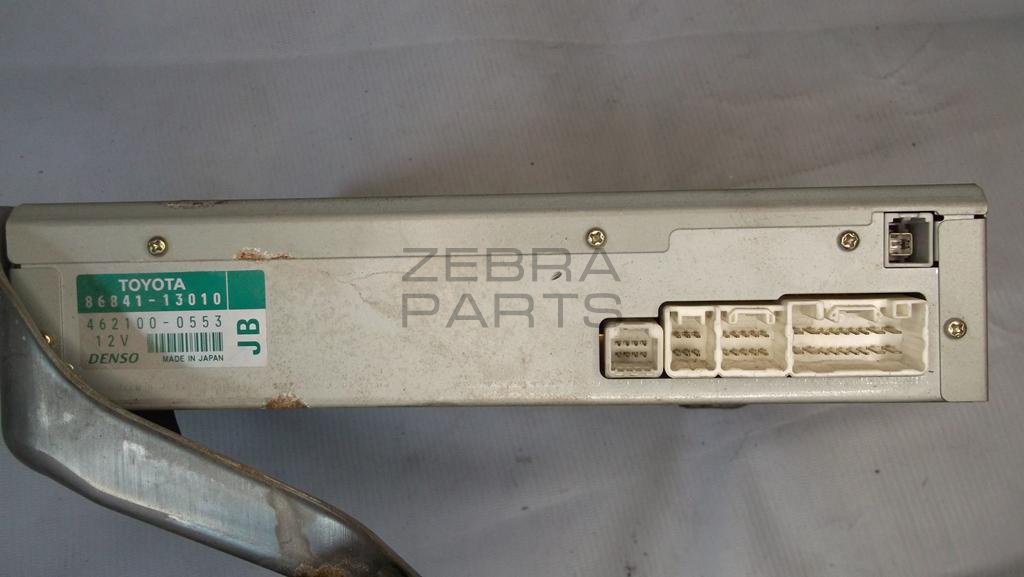 TOYOTA
86841-13010
462100-0553
12V
DENSO
MADE IN JAPAN
JB
ZEBRA
PARTS